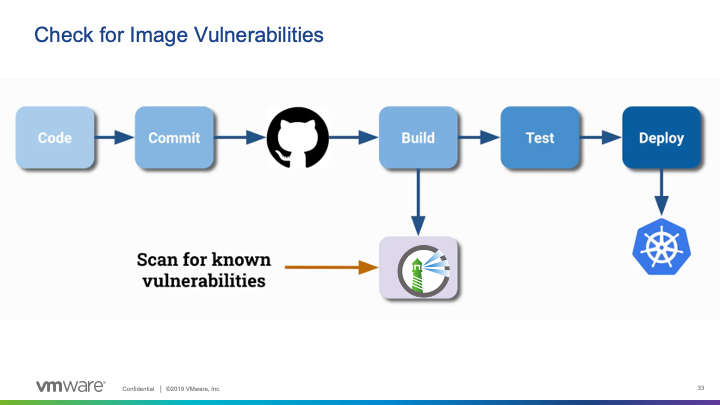 Check for Image Vulnerabilities
Code
Commit
Build
Test
Deploy
Scan for known
vulnerabilities
vmware®
Confidential | ©2019 VMware, Inc.
33